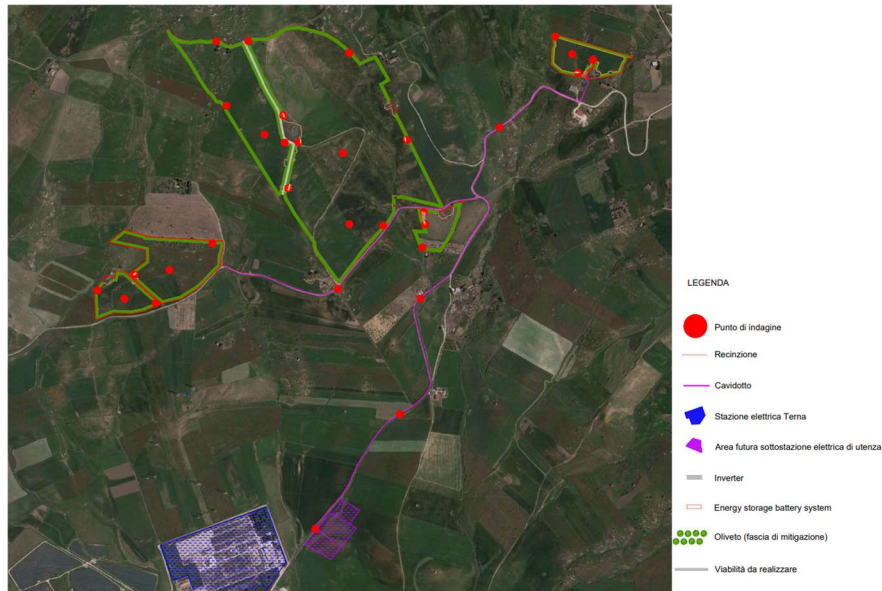 LEGENDA
Punto di indagine
Recinzione
Cavidotto
Stazione elettrica Terna
Area futura sottostazione elettrica di utenza
Inverter
Energy storage battery system
Oliveto (fascia di mitigazione)
Viabilità da realizzare